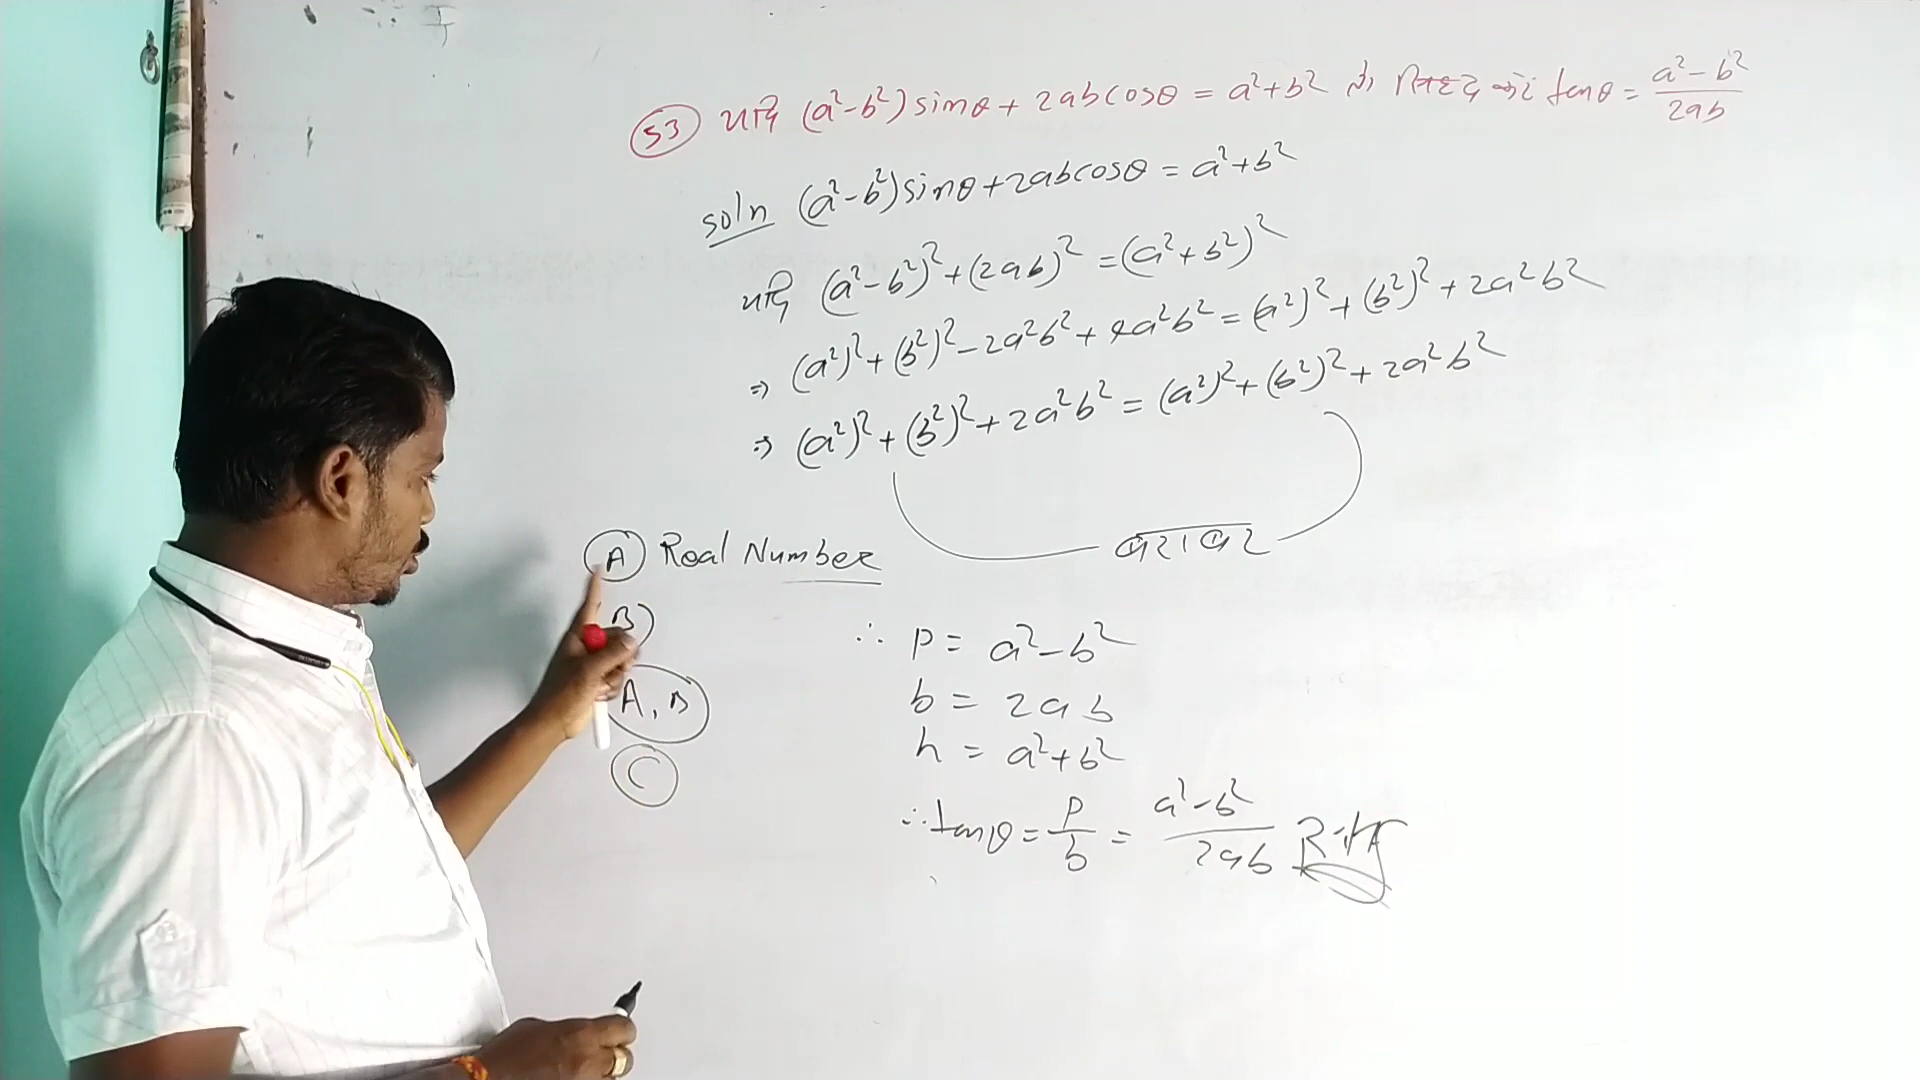 53 यदि (a²-b²) sinθ + 2ab cosθ = a²+b² तो सिद्ध करें tanθ = (a²-b²)/(2ab)
soln (a²-b²) sinθ + 2ab cosθ = a²+b²
यदि (a²-b²)² + (2ab)² = (a²+b²)²
⇒ (a²)² + (b²)² - 2a²b² + 4a²b² = (a²)² + (b²)² + 2a²b²
⇒ (a²)² + (b²)² + 2a²b² = (a²)² + (b²)² + 2a²b²
बराबर
A Real Number
B
A, B
C
∴ p = a²-b²
b = 2ab
h = a²+b²
∴ tanθ = p/b = (a²-b²)/(2ab)